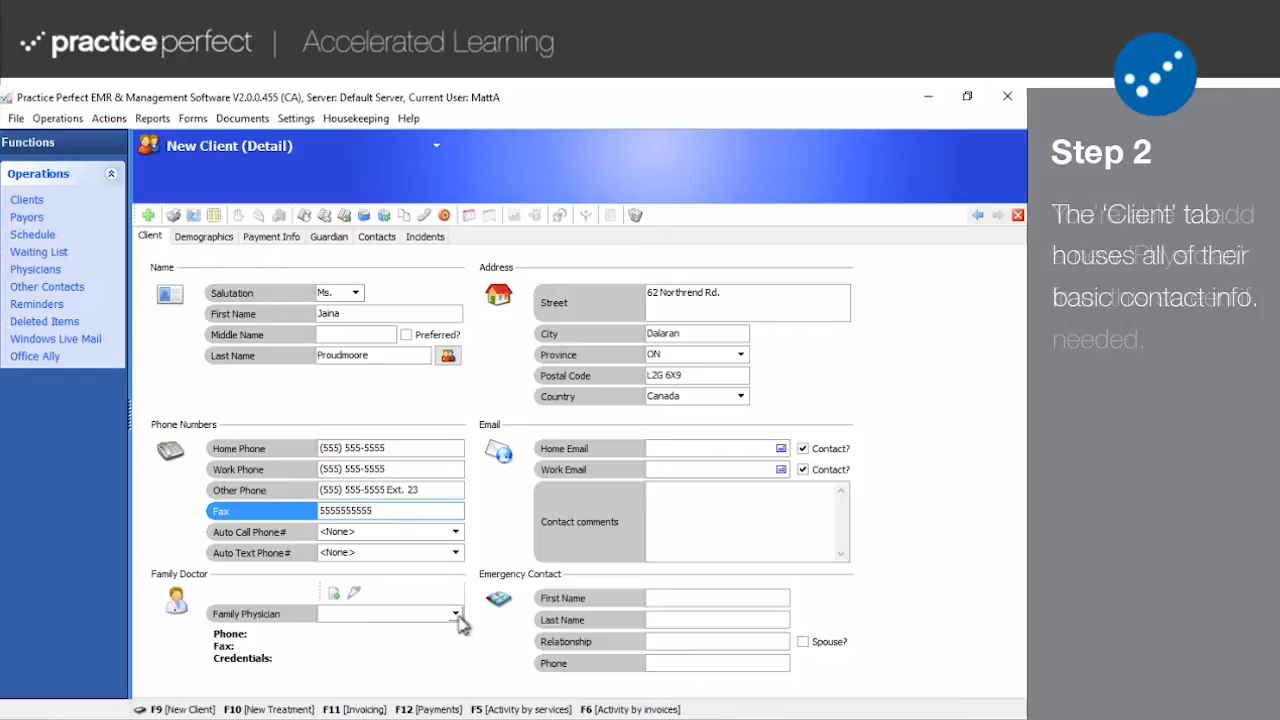 practiceperfect | Accelerated Learning
Practice Perfect EMR & Management Software V2.0.0.455 (CA), Server: Default Server, Current User: MattA
File Operations Actions Reports Forms Documents Settings Housekeeping Help
Functions
New Client (Detail)
Operations
Clients
Payors
Schedule
Waiting List
Physicians
Other Contacts
Reminders
Deleted Items
Windows Live Mail
Office Ally
Client Demographics Payment Info Guardian Contacts Incidents
Name
Salutation Ms.
First Name Jaina
Middle Name Preferred?
Last Name Proudmoore
Address
Street 62 Northrend Rd.
City Dalaran
Province ON
Postal Code L2G 6X9
Country Canada
Phone Numbers
Home Phone (555) 555-5555
Work Phone (555) 555-5555
Other Phone (555) 555-5555 Ext. 23
Fax 5555555555
Auto Call Phone# <None>
Auto Text Phone# <None>
Email
Home Email Contact?
Work Email Contact?
Contact comments
Family Doctor
Family Physician
Phone:
Fax:
Credentials:
Emergency Contact
First Name
Last Name
Relationship Spouse?
Phone
F9 [New Client] F10 [New Treatment] F11 [Invoicing] F12 [Payments] F5 [Activity by services] F6 [Activity by invoices]
Step 2
The 'Client' tab
houses all of their
basic contact info.
needed.